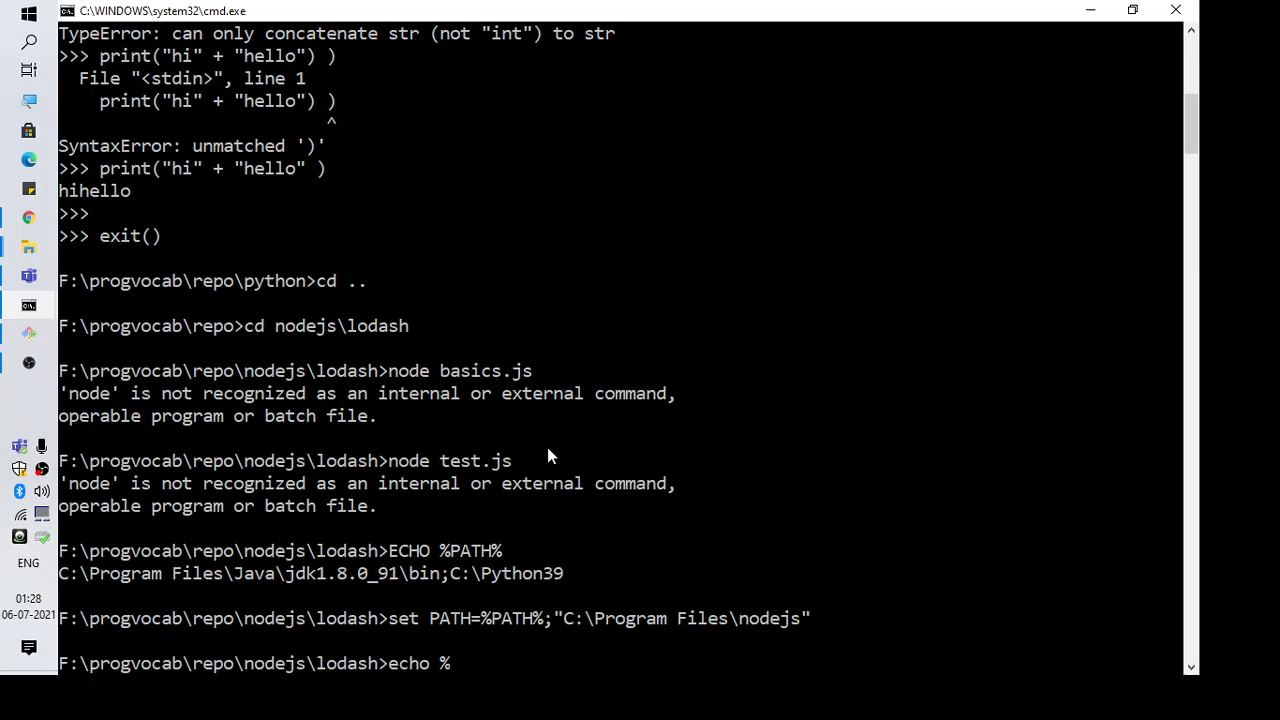 C:\WINDOWS\system32\cmd.exe
TypeError: can only concatenate str (not "int") to str
>>> print("hi" + "hello") )
  File "<stdin>", line 1
    print("hi" + "hello") )
                          ^
SyntaxError: unmatched ')'
>>> print("hi" + "hello" )
hihello
>>>
>>> exit()
F:\progvocab\repo\python>cd ..
F:\progvocab\repo>cd nodejs\lodash
F:\progvocab\repo\nodejs\lodash>node basics.js
'node' is not recognized as an internal or external command,
operable program or batch file.
F:\progvocab\repo\nodejs\lodash>node test.js
'node' is not recognized as an internal or external command,
operable program or batch file.
F:\progvocab\repo\nodejs\lodash>ECHO %PATH%
C:\Program Files\Java\jdk1.8.0_91\bin;C:\Python39
F:\progvocab\repo\nodejs\lodash>set PATH=%PATH%;"C:\Program Files\nodejs"
F:\progvocab\repo\nodejs\lodash>echo %
ENG
01:28
06-07-2021